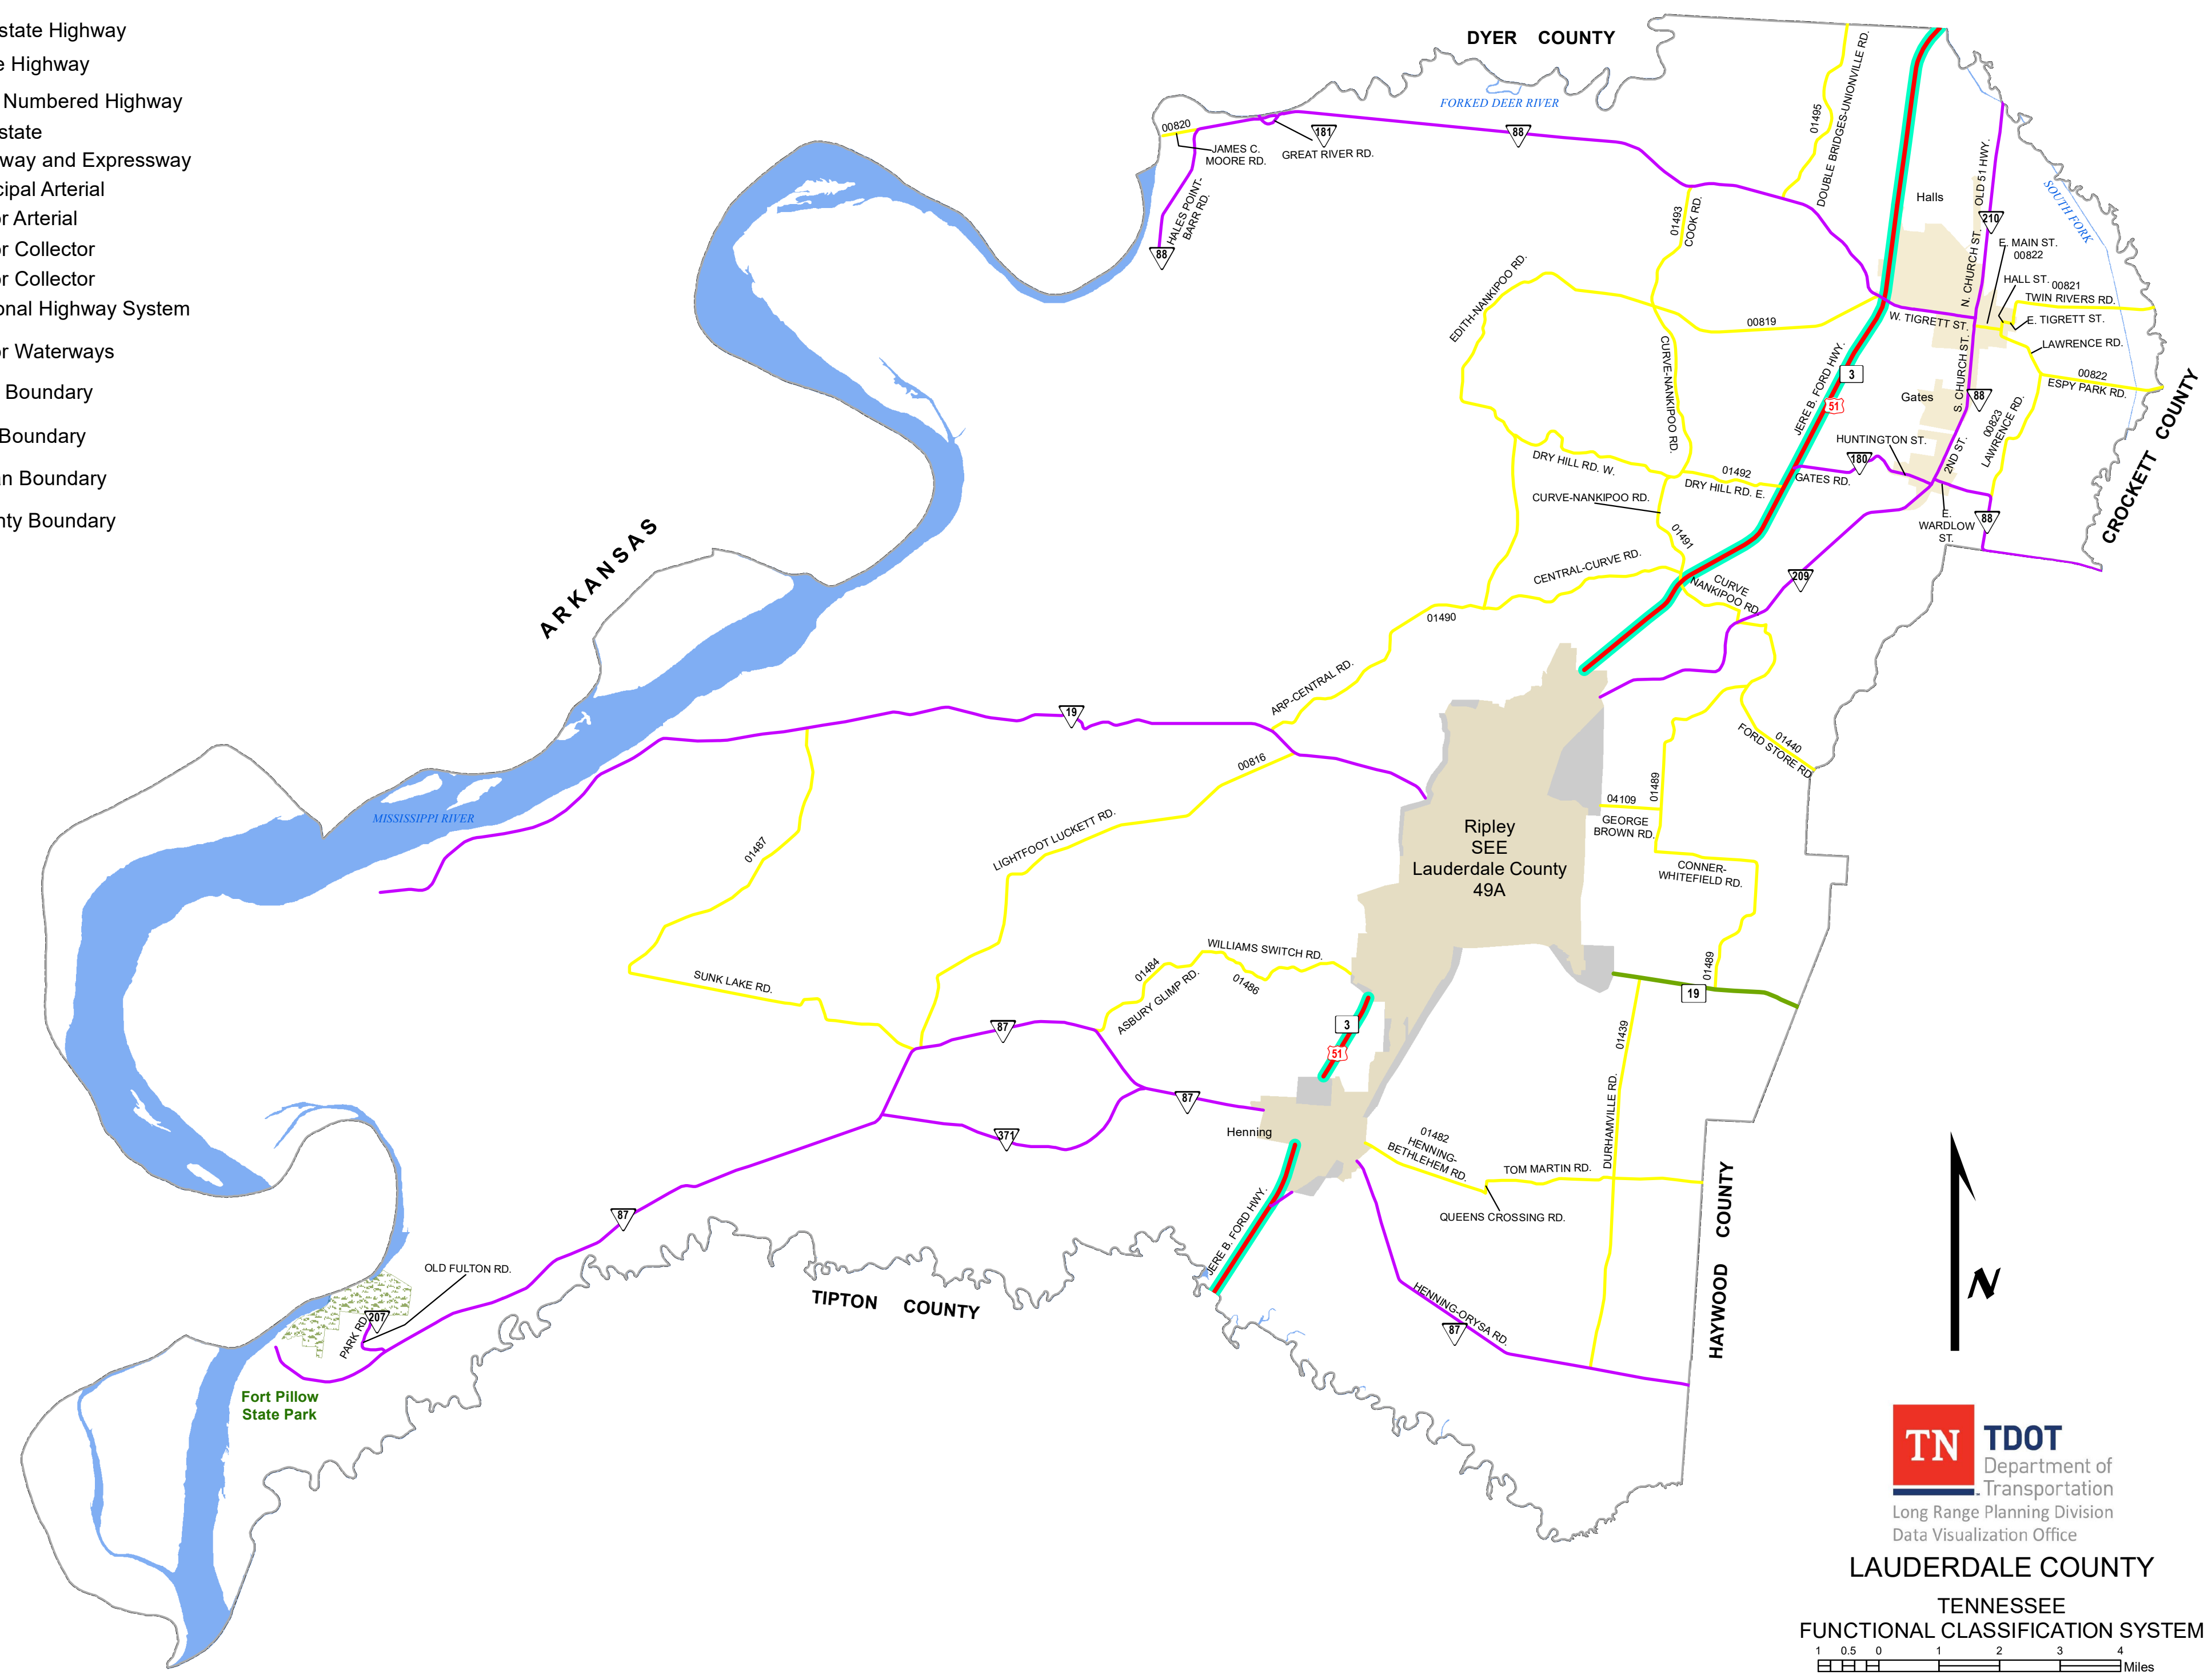 state Highway
e Highway
Numbered Highway
state
way and Expressway
cipal Arterial
or Arterial
or Collector
or Collector
onal Highway System
or Waterways
Boundary
Boundary
an Boundary
nty Boundary
DYER COUNTY
FORKED DEER RIVER
00820
JAMES C.
MOORE RD.
181
GREAT RIVER RD.
88
HALES POINT-
BARR RD.
88
01495
DOUBLE BRIDGES-UNIONVILLE RD.
01493
COOK RD.
Halls
OLD 51 HWY.
210
SOUTH FORK
N. CHURCH ST.
E. MAIN ST.
00822
HALL ST.
00821
TWIN RIVERS RD.
E. TIGRETT ST.
W. TIGRETT ST.
LAWRENCE RD.
00822
ESPY PARK RD.
EDITH-NANKIPOO RD.
00819
CURVE-NANKIPOO RD.
JERE B. FORD HWY.
3
51
S. CHURCH ST.
Gates
88
00823
LAWRENCE RD.
HUNTINGTON ST.
2ND ST.
180
GATES RD.
DRY HILL RD. W.
01492
DRY HILL RD. E.
CURVE-NANKIPOO RD.
E.
WARDLOW
ST.
88
CROCKETT COUNTY
01491
CENTRAL-CURVE RD.
CURVE
NANKIPOO RD.
209
01490
ARKANSAS
ARP-CENTRAL RD.
19
00816
LIGHTFOOT LUCKETT RD.
01487
SUNK LAKE RD.
MISSISSIPPI RIVER
Ripley
SEE
Lauderdale County
49A
FORD STORE RD.
01440
01489
04109
GEORGE
BROWN RD.
CONNER-
WHITEFIELD RD.
01489
19
WILLIAMS SWITCH RD.
01484
ASBURY GLIMP RD.
01486
3
51
87
87
371
Henning
01439
DURHAMVILLE RD.
01482
HENNING-
BETHLEHEM RD.
TOM MARTIN RD.
QUEENS CROSSING RD.
HAYWOOD COUNTY
JERE B. FORD HWY.
87
OLD FULTON RD.
PARK RD.
207
Fort Pillow
State Park
TIPTON COUNTY
HENNING-ORYSA RD.
87
N
TN
TDOT
Department of
Transportation
Long Range Planning Division
Data Visualization Office
LAUDERDALE COUNTY
TENNESSEE
FUNCTIONAL CLASSIFICATION SYSTEM
1 0.5 0 1 2 3 4
Miles